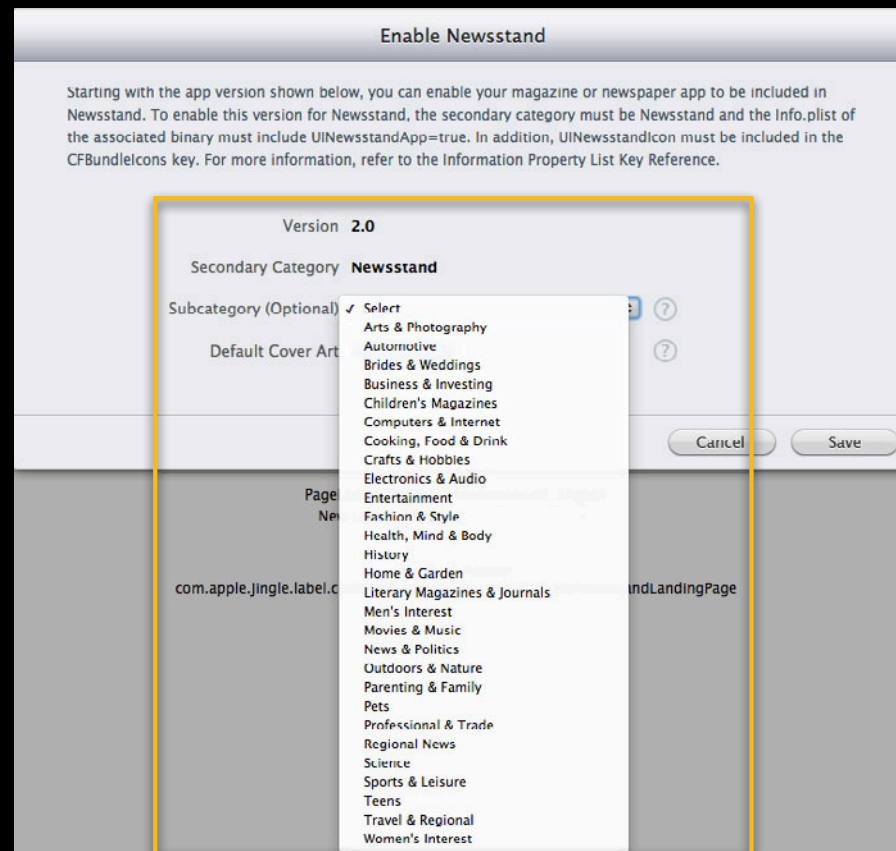 Enable Newsstand
Starting with the app version shown below, you can enable your magazine or newspaper app to be included in
Newsstand. To enable this version for Newsstand, the secondary category must be Newsstand and the Info.plist of
the associated binary must include UINewsstandApp=true. In addition, UINewsstandIcon must be included in the
CFBundleIcons key. For more information, refer to the Information Property List Key Reference.
Version 2.0
Secondary Category Newsstand
Subcategory (Optional) ✓ Select ?
Arts & Photography
Automotive
Default Cover Art ?
Brides & Weddings
Business & Investing
Children's Magazines
Computers & Internet
Cooking, Food & Drink
Cancel Save
Crafts & Hobbies
Electronics & Audio
Page
Entertainment
New
Fashion & Style
Health, Mind & Body
History
Home & Garden
com.apple.Jingle.label.c
Literary Magazines & Journals
andLandingPage
Men's Interest
Movies & Music
News & Politics
Outdoors & Nature
Parenting & Family
Pets
Professional & Trade
Regional News
Science
Sports & Leisure
Teens
Travel & Regional
Women's Interest